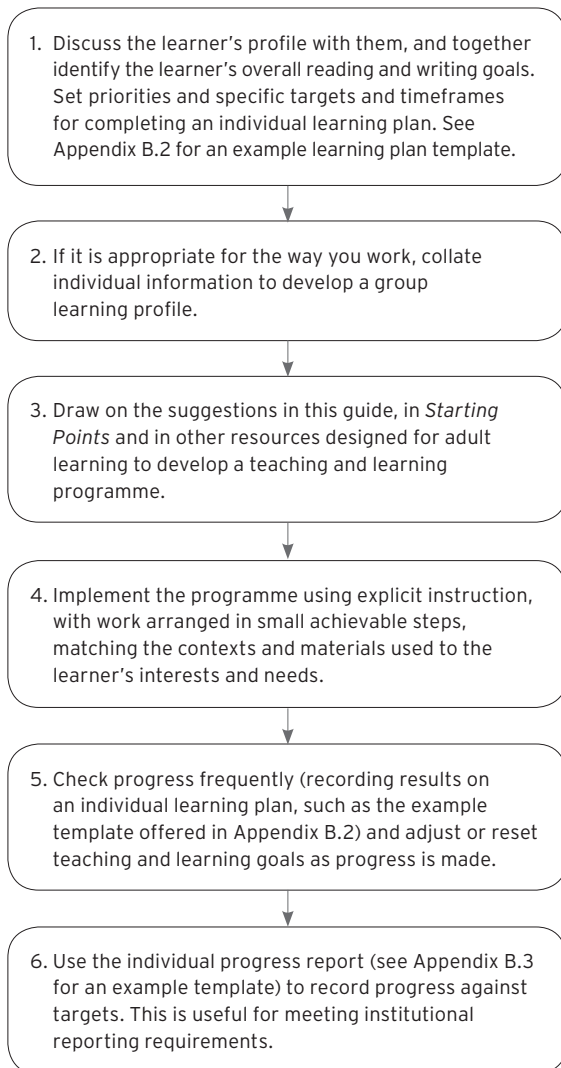 1. Discuss the learner’s profile with them, and together
identify the learner’s overall reading and writing goals.
Set priorities and specific targets and timeframes
for completing an individual learning plan. See
Appendix B.2 for an example learning plan template.
2. If it is appropriate for the way you work, collate
individual information to develop a group
learning profile.
3. Draw on the suggestions in this guide, in Starting
Points and in other resources designed for adult
learning to develop a teaching and learning
programme.
4. Implement the programme using explicit instruction,
with work arranged in small achievable steps,
matching the contexts and materials used to the
learner’s interests and needs.
5. Check progress frequently (recording results on
an individual learning plan, such as the example
template offered in Appendix B.2) and adjust or reset
teaching and learning goals as progress is made.
6. Use the individual progress report (see Appendix B.3
for an example template) to record progress against
targets. This is useful for meeting institutional
reporting requirements.